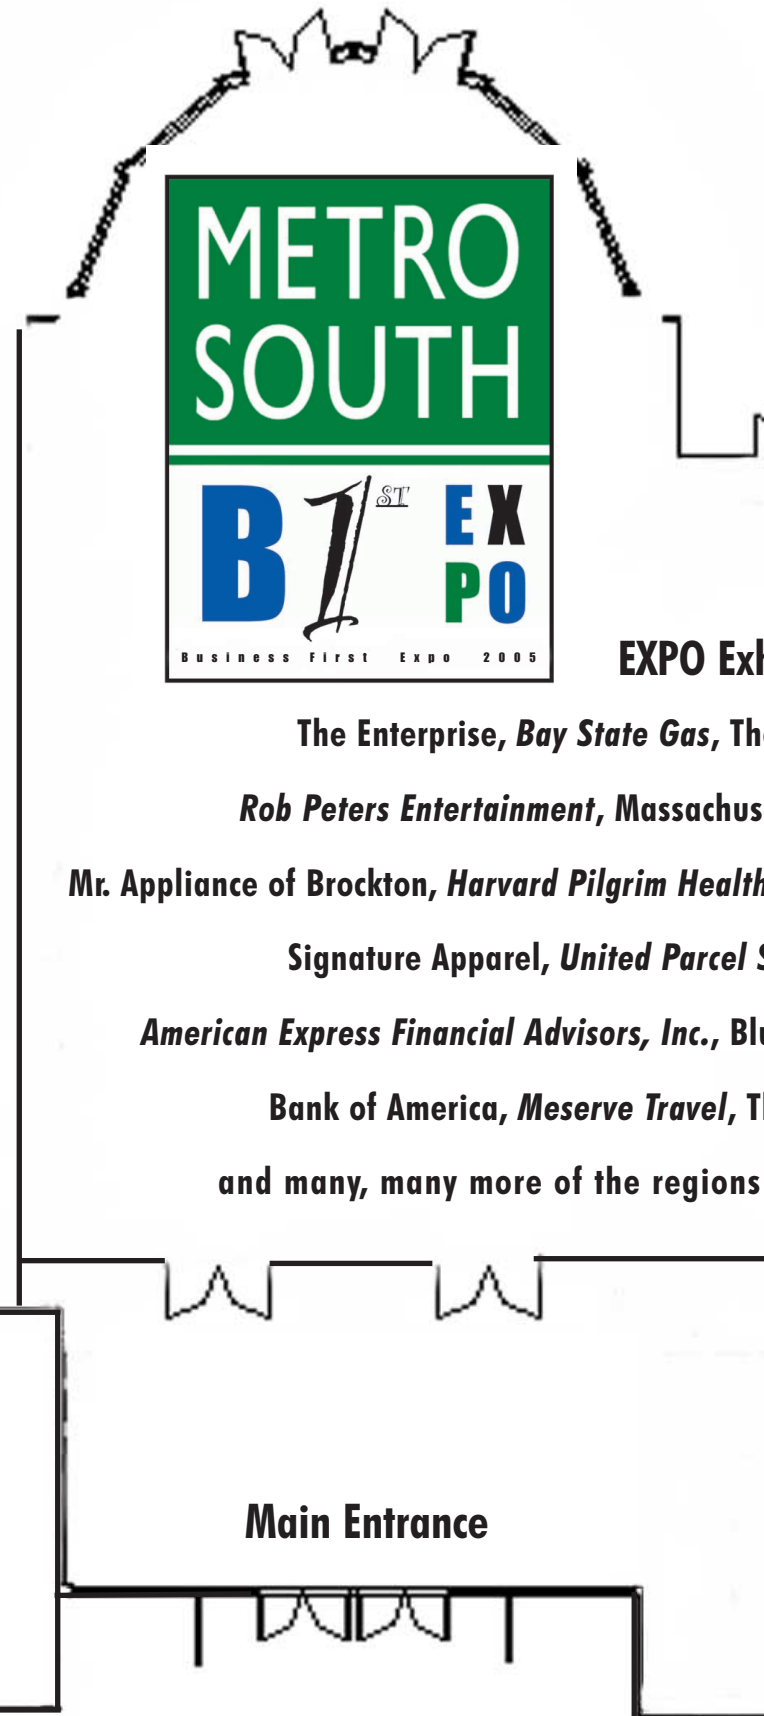 METRO
SOUTH
B 1ST EX
PO
Business First Expo 2005
EXPO Exh
The Enterprise, Bay State Gas, The
Rob Peters Entertainment, Massachus
Mr. Appliance of Brockton, Harvard Pilgrim Health
Signature Apparel, United Parcel S
American Express Financial Advisors, Inc., Blu
Bank of America, Meserve Travel, Th
and many, many more of the regions
Main Entrance